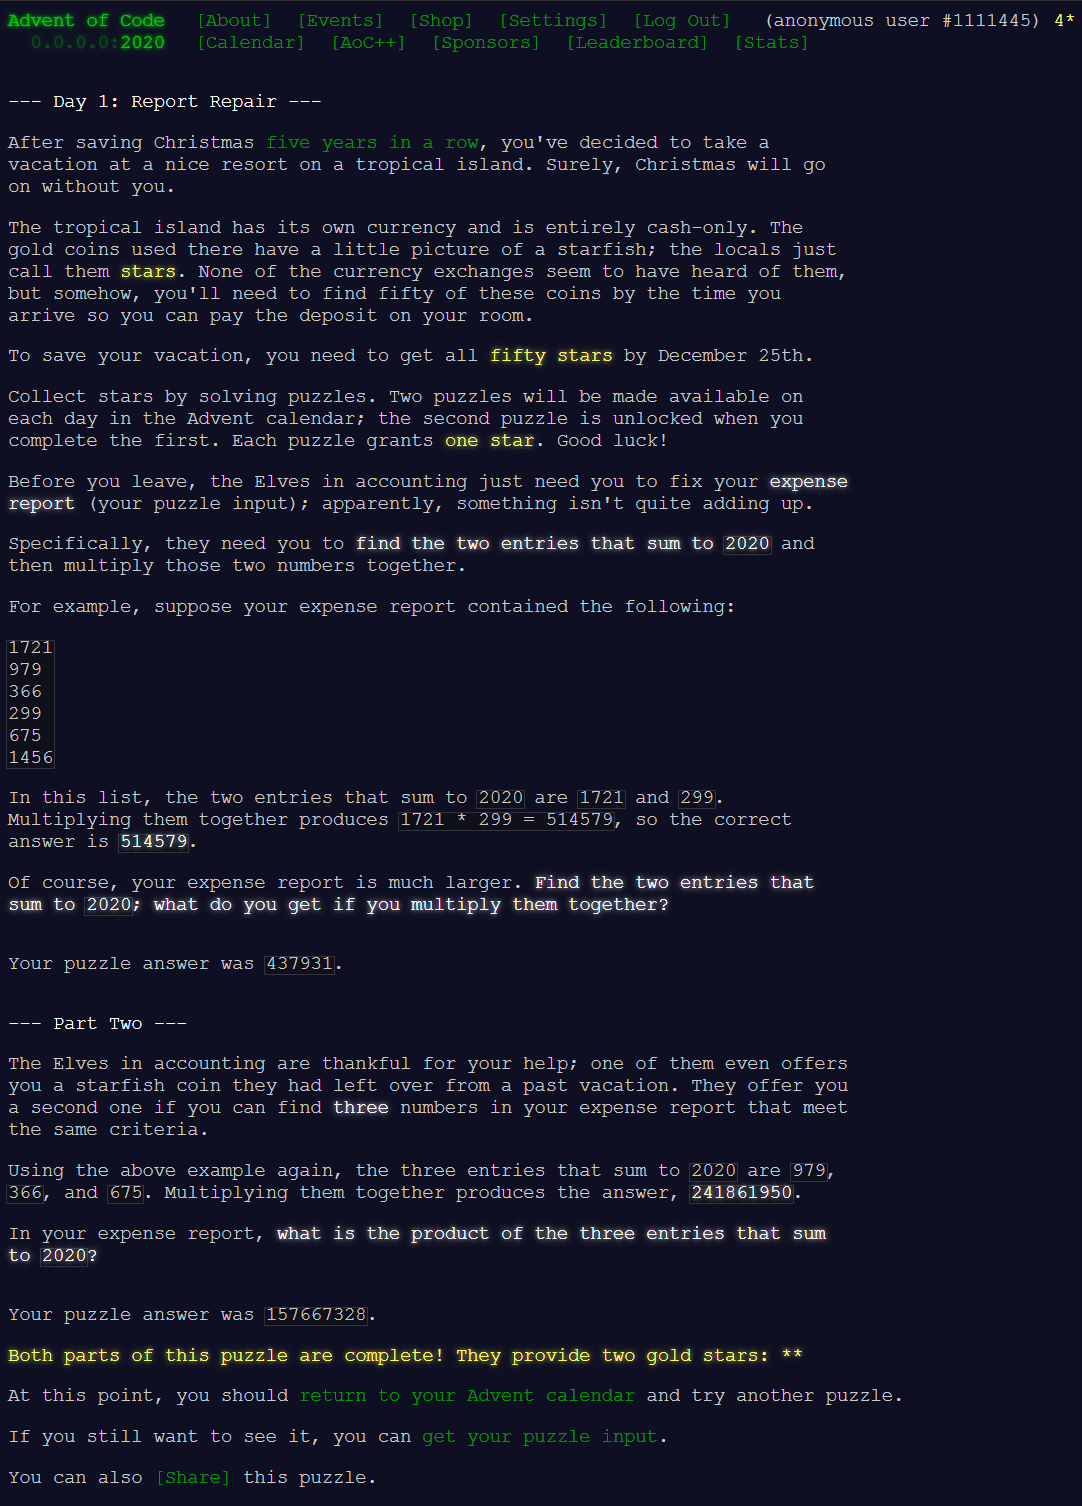 Advent of Code [About] [Events] [Shop] [Settings] [Log Out] (anonymous user #1111445) 4*
0.0.0.0:2020 [Calendar] [AoC++] [Sponsors] [Leaderboard] [Stats]
--- Day 1: Report Repair ---
After saving Christmas five years in a row, you've decided to take a
vacation at a nice resort on a tropical island. Surely, Christmas will go
on without you.
The tropical island has its own currency and is entirely cash-only. The
gold coins used there have a little picture of a starfish; the locals just
call them stars. None of the currency exchanges seem to have heard of them,
but somehow, you'll need to find fifty of these coins by the time you
arrive so you can pay the deposit on your room.
To save your vacation, you need to get all fifty stars by December 25th.
Collect stars by solving puzzles. Two puzzles will be made available on
each day in the Advent calendar; the second puzzle is unlocked when you
complete the first. Each puzzle grants one star. Good luck!
Before you leave, the Elves in accounting just need you to fix your expense
report (your puzzle input); apparently, something isn't quite adding up.
Specifically, they need you to find the two entries that sum to 2020 and
then multiply those two numbers together.
For example, suppose your expense report contained the following:
1721
979
366
299
675
1456
In this list, the two entries that sum to 2020 are 1721 and 299.
Multiplying them together produces 1721 * 299 = 514579, so the correct
answer is 514579.
Of course, your expense report is much larger. Find the two entries that
sum to 2020; what do you get if you multiply them together?
Your puzzle answer was 437931.
--- Part Two ---
The Elves in accounting are thankful for your help; one of them even offers
you a starfish coin they had left over from a past vacation. They offer you
a second one if you can find three numbers in your expense report that meet
the same criteria.
Using the above example again, the three entries that sum to 2020 are 979,
366, and 675. Multiplying them together produces the answer, 241861950.
In your expense report, what is the product of the three entries that sum
to 2020?
Your puzzle answer was 157667328.
Both parts of this puzzle are complete! They provide two gold stars: **
At this point, you should return to your Advent calendar and try another puzzle.
If you still want to see it, you can get your puzzle input.
You can also [Share] this puzzle.